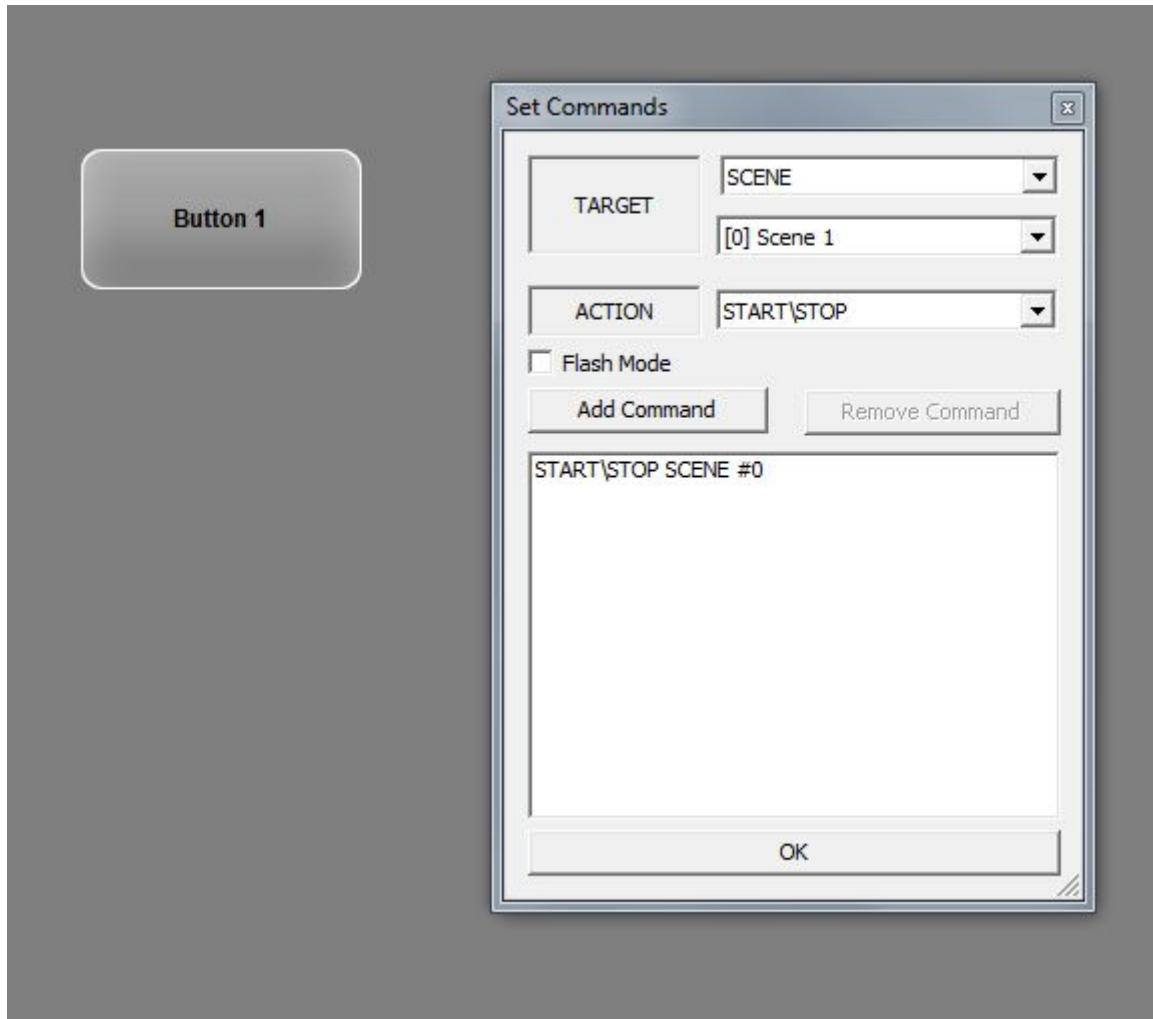 Set Commands
Button 1
TARGET
SCENE
[0] Scene 1
ACTION
START\STOP
Flash Mode
Add Command
Remove Command
START\STOP SCENE #0
OK